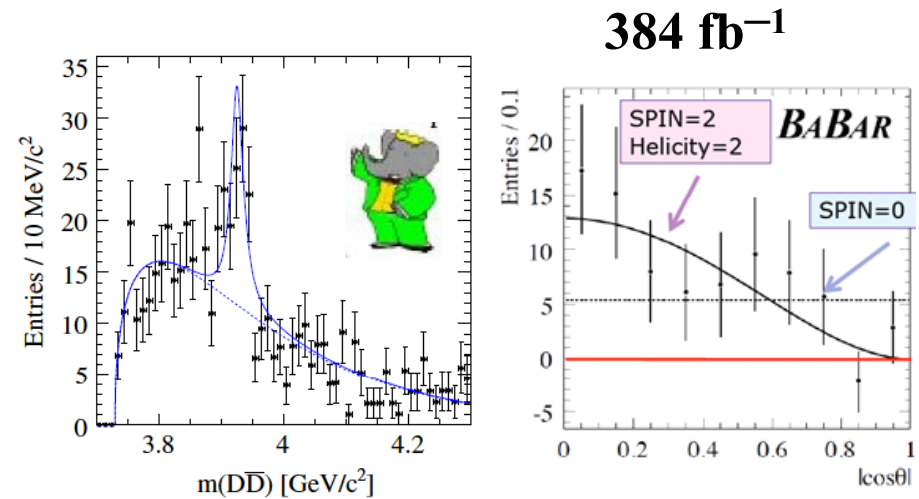 384 fb⁻¹
Entries / 10 MeV/c²
35
30
25
20
15
10
5
0
3.8
4
4.2
m(DD̅) [GeV/c²]
Entries / 0.1
20
15
10
5
0
-5
SPIN=2
Helicity=2
BABAR
SPIN=0
0
0.2
0.4
0.6
0.8
1
|cosθ|